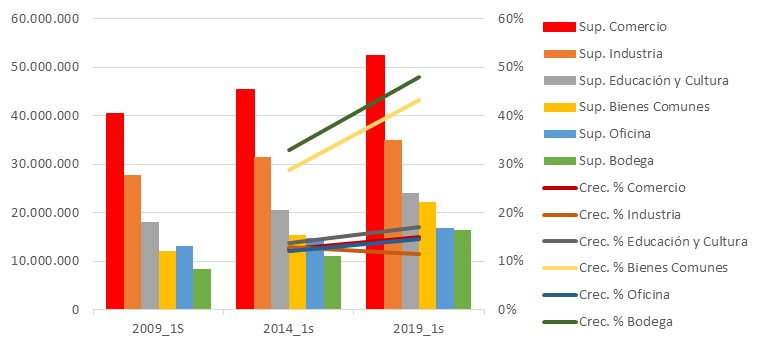 60.000.000
50.000.000
40.000.000
30.000.000
20.000.000
10.000.000
0
60%
50%
40%
30%
20%
10%
0%
2009_1S
2014_1s
2019_1s
Sup. Comercio
Sup. Industria
Sup. Educación y Cultura
Sup. Bienes Comunes
Sup. Oficina
Sup. Bodega
Crec. % Comercio
Crec. % Industria
Crec. % Educación y Cultura
Crec. % Bienes Comunes
Crec. % Oficina
Crec. % Bodega